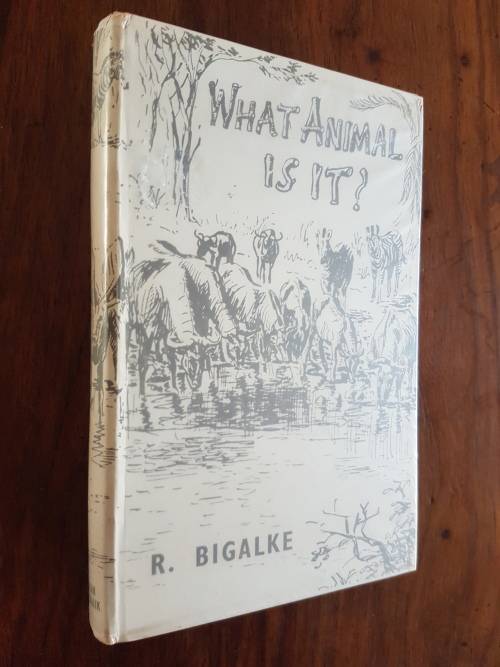 WHAT ANIMAL
IS IT?
R. BIGALKE